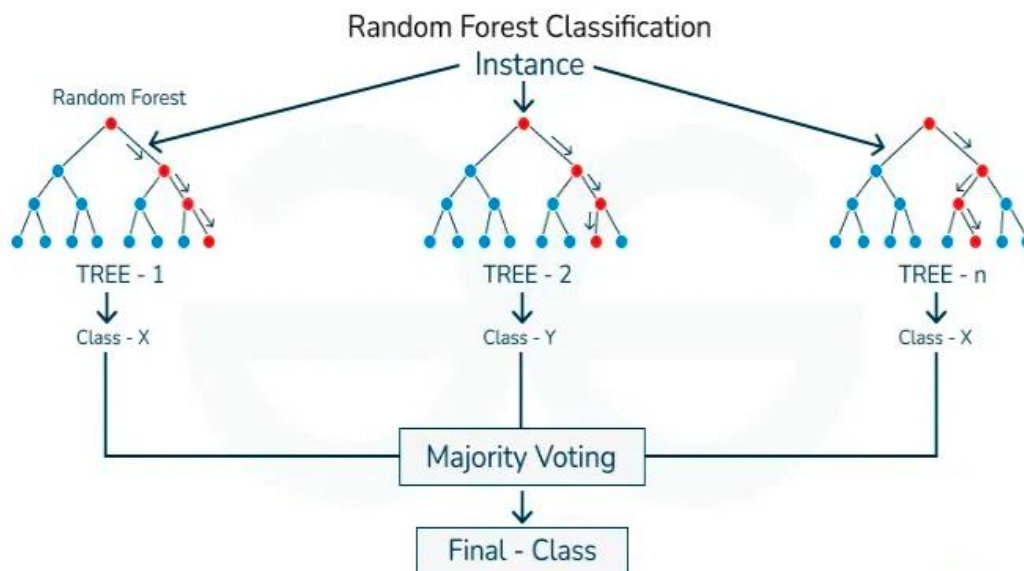 Random Forest Classification
Instance
Random Forest
TREE - 1
TREE - 2
TREE - n
Class - X
Class - Y
Class - X
Majority Voting
Final - Class